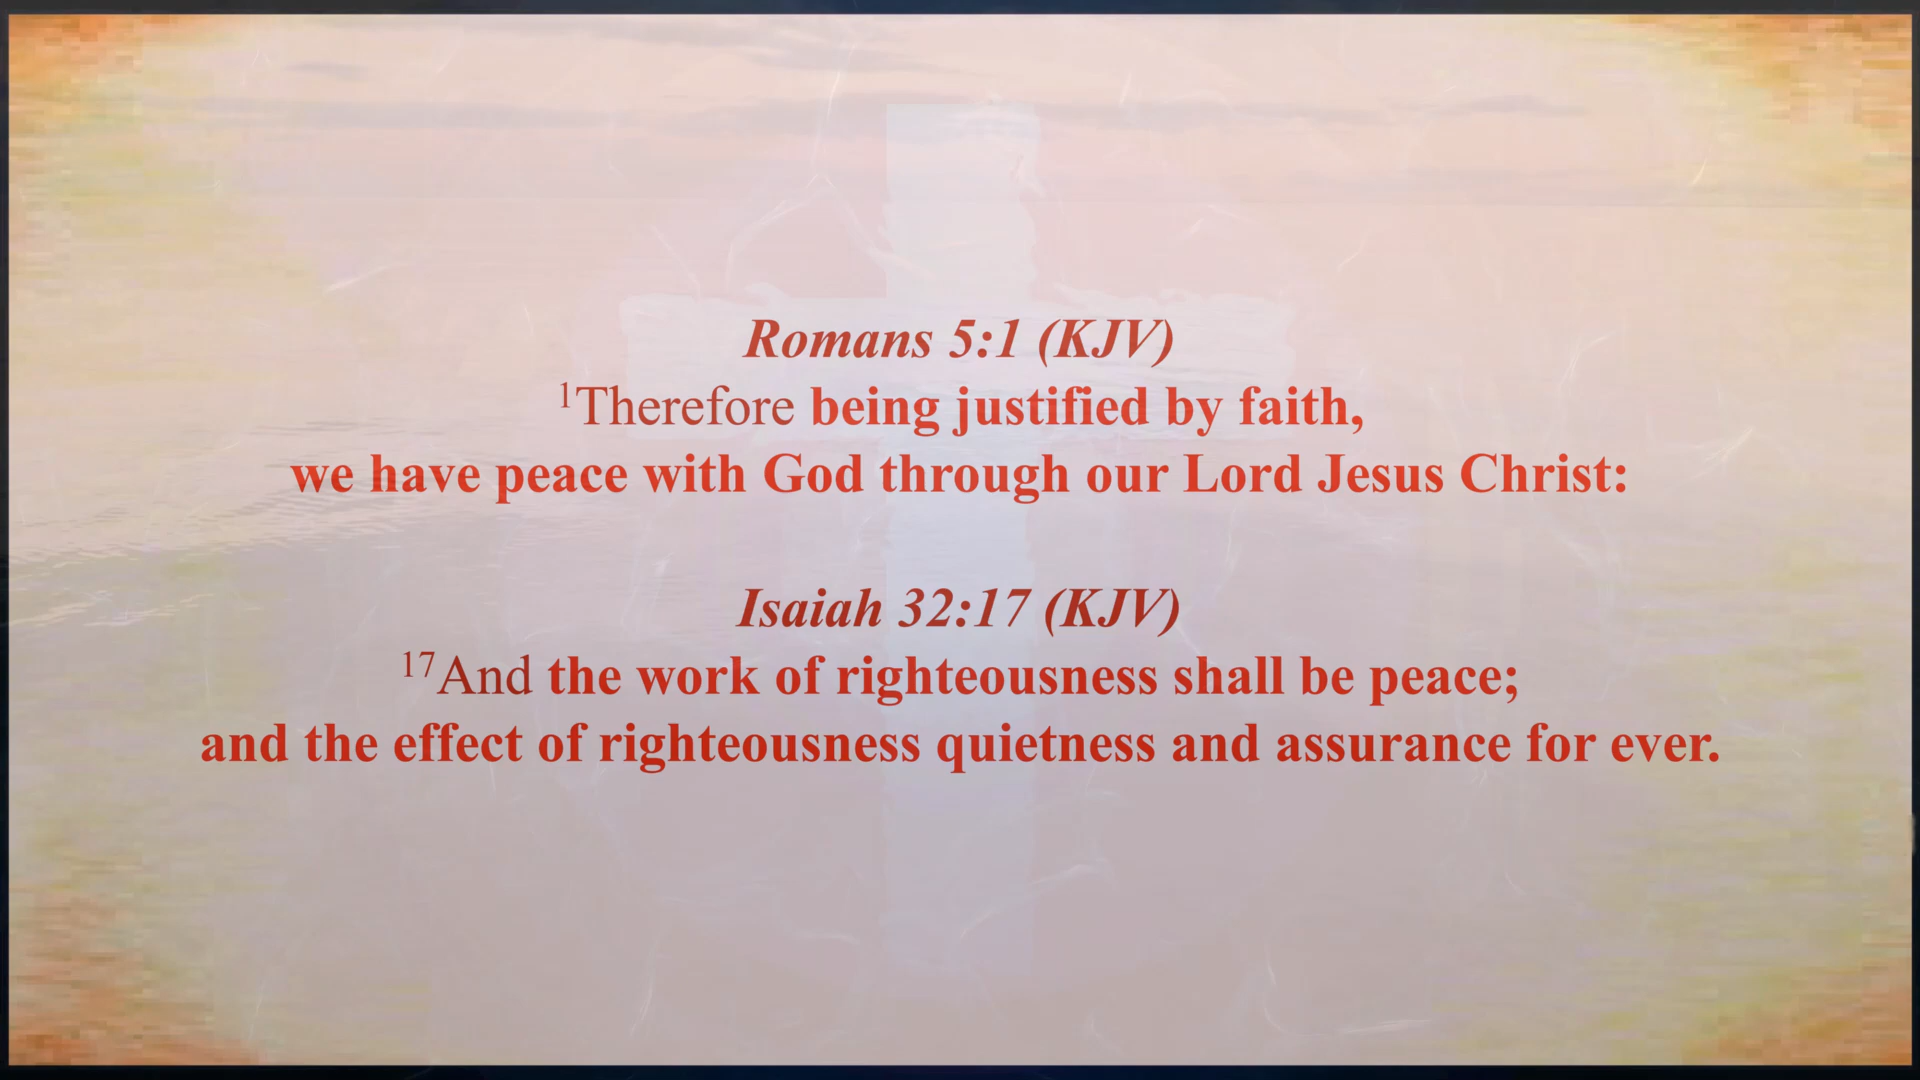 Romans 5:1 (KJV)
¹Therefore being justified by faith,
we have peace with God through our Lord Jesus Christ:
Isaiah 32:17 (KJV)
¹⁷And the work of righteousness shall be peace;
and the effect of righteousness quietness and assurance for ever.